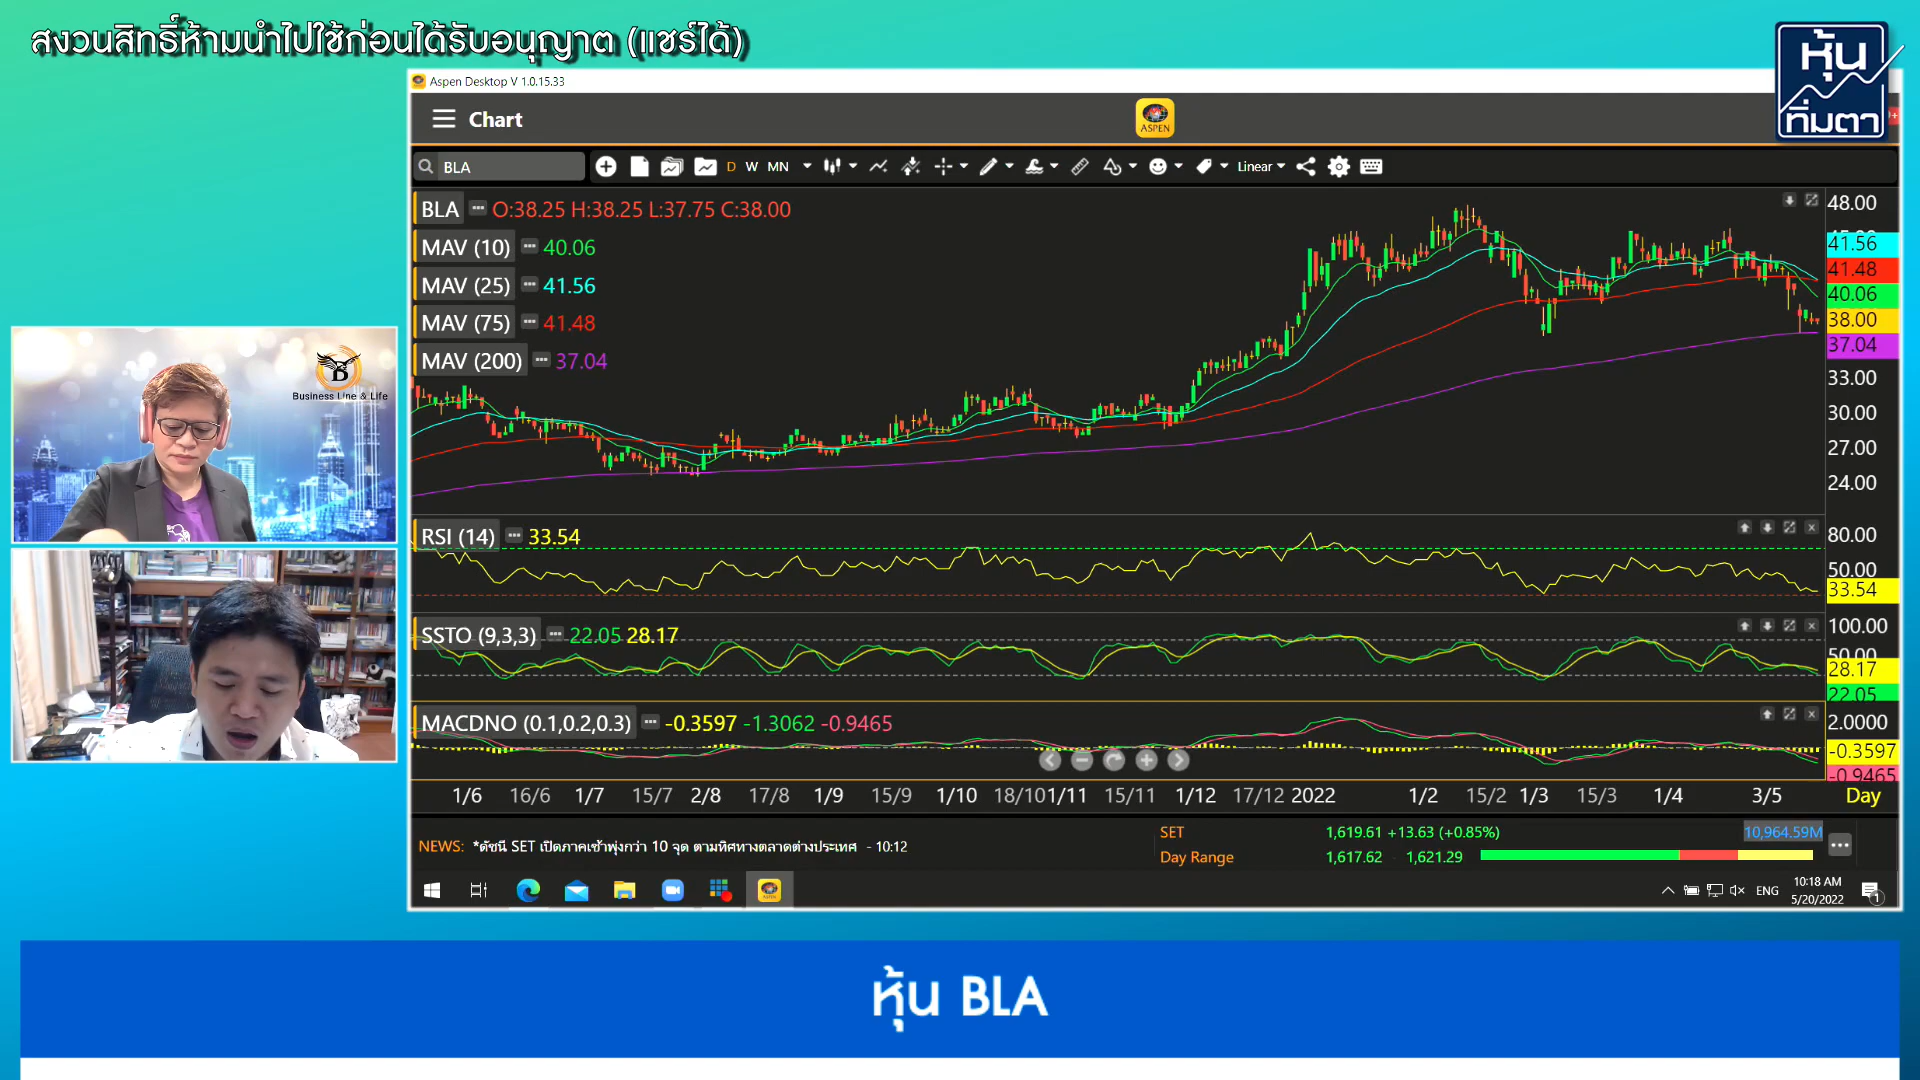 สงวนสิทธิ์ห้ามนำไปใช้ก่อนได้รับอนุญาต (แชร์ได้)
หุ้น
ที่มตา
Aspen Desktop V 1.0.15.33
Chart
ASPEN
BLA
D W MN
Linear
BLA O:38.25 H:38.25 L:37.75 C:38.00
MAV (10) 40.06
MAV (25) 41.56
MAV (75) 41.48
MAV (200) 37.04
48.00
41.56
41.48
40.06
38.00
37.04
33.00
30.00
27.00
24.00
B
Business Line & Life
RSI (14) 33.54
80.00
50.00
33.54
SSTO (9,3,3) 22.05 28.17
100.00
50.00
28.17
22.05
MACDNO (0.1,0.2,0.3) -0.3597 -1.3062 -0.9465
2.0000
-0.3597
-0.9465
1/6 16/6 1/7 15/7 2/8 17/8 1/9 15/9 1/10 18/10 1/11 15/11 1/12 17/12 2022 1/2 15/2 1/3 15/3 1/4 3/5 Day
NEWS: *ดัชนี SET เปิดภาคเช้าพุ่งกว่า 10 จุด ตามทิศทางตลาดต่างประเทศ - 10:12
SET 1,619.61 +13.63 (+0.85%) 10,964.59M
Day Range 1,617.62 - 1,621.29
ENG
10:18 AM
5/20/2022
1
หุ้น BLA